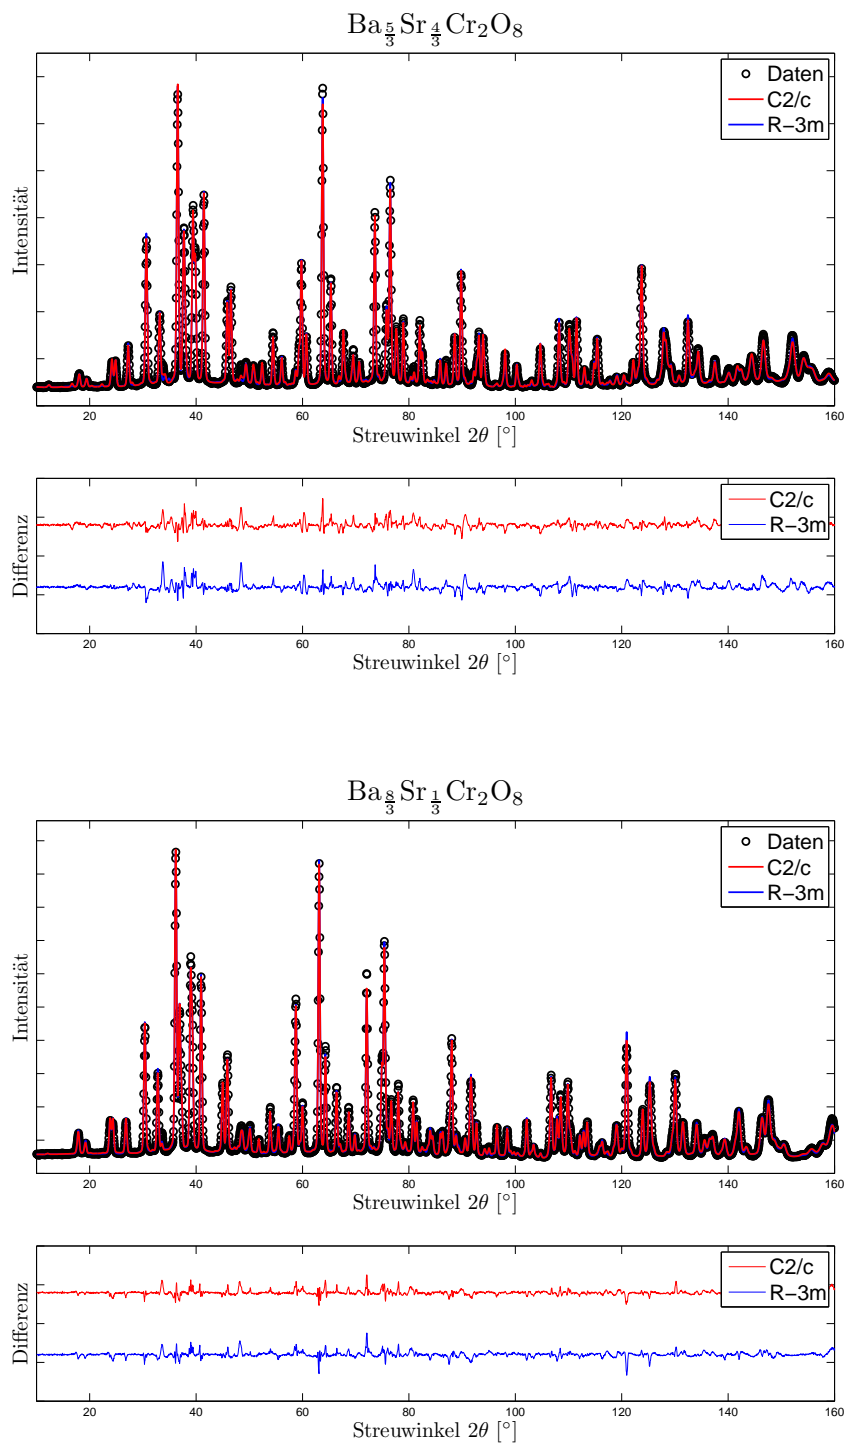 Ba5/3Sr4/3Cr2O8
Daten
C2/c
R−3m
Intensität
20 40 60 80 100 120 140 160
Streuwinkel 2θ [°]
C2/c
R−3m
Differenz
20 40 60 80 100 120 140 160
Streuwinkel 2θ [°]
Ba8/3Sr1/3Cr2O8
Daten
C2/c
R−3m
Intensität
20 40 60 80 100 120 140 160
Streuwinkel 2θ [°]
C2/c
R−3m
Differenz
20 40 60 80 100 120 140 160
Streuwinkel 2θ [°]